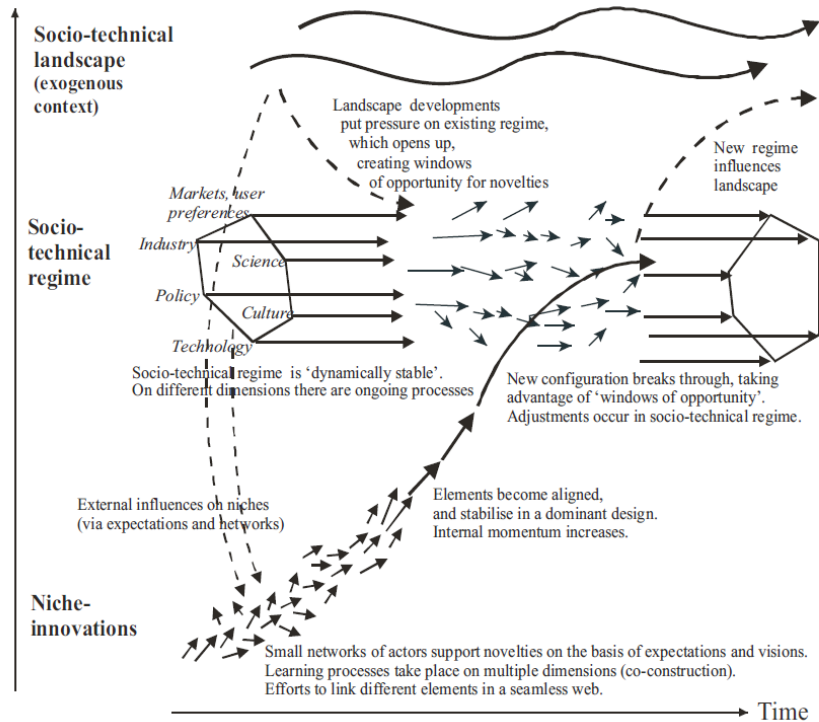 Socio-technical
landscape
(exogenous
context)
Landscape developments
put pressure on existing regime,
which opens up,
creating windows
of opportunity for novelties
New regime
influences
landscape
Markets, user
preferences
Socio-
technical
regime
Industry
Science
Policy
Culture
Technology
Socio-technical regime is ‘dynamically stable’.
On different dimensions there are ongoing processes
New configuration breaks through, taking
advantage of ‘windows of opportunity’.
Adjustments occur in socio-technical regime.
External influences on niches
(via expectations and networks)
Elements become aligned,
and stabilise in a dominant design.
Internal momentum increases.
Niche-
innovations
Small networks of actors support novelties on the basis of expectations and visions.
Learning processes take place on multiple dimensions (co-construction).
Efforts to link different elements in a seamless web.
Time